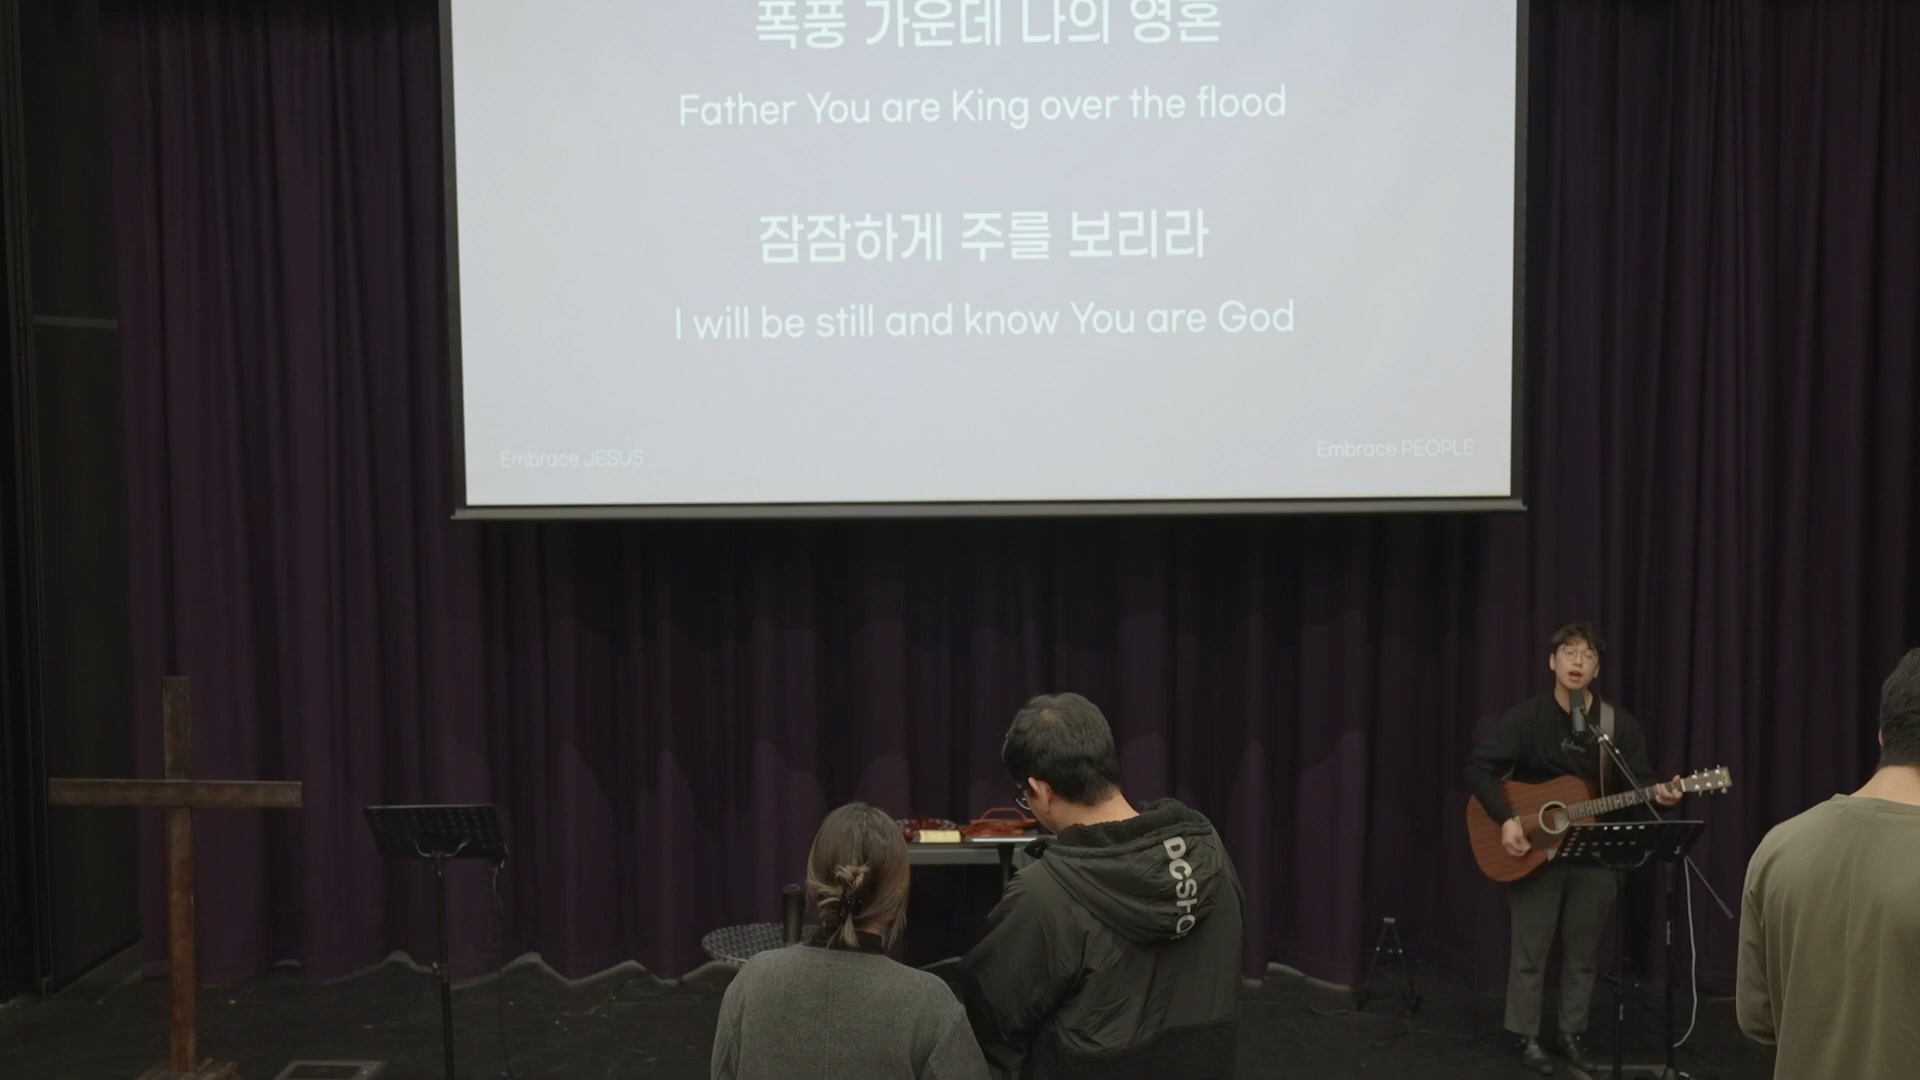 폭풍 가운데 나의 영혼
Father You are King over the flood
잠잠하게 주를 보리라
I will be still and know You are God
Embrace JESUS
Embrace PEOPLE